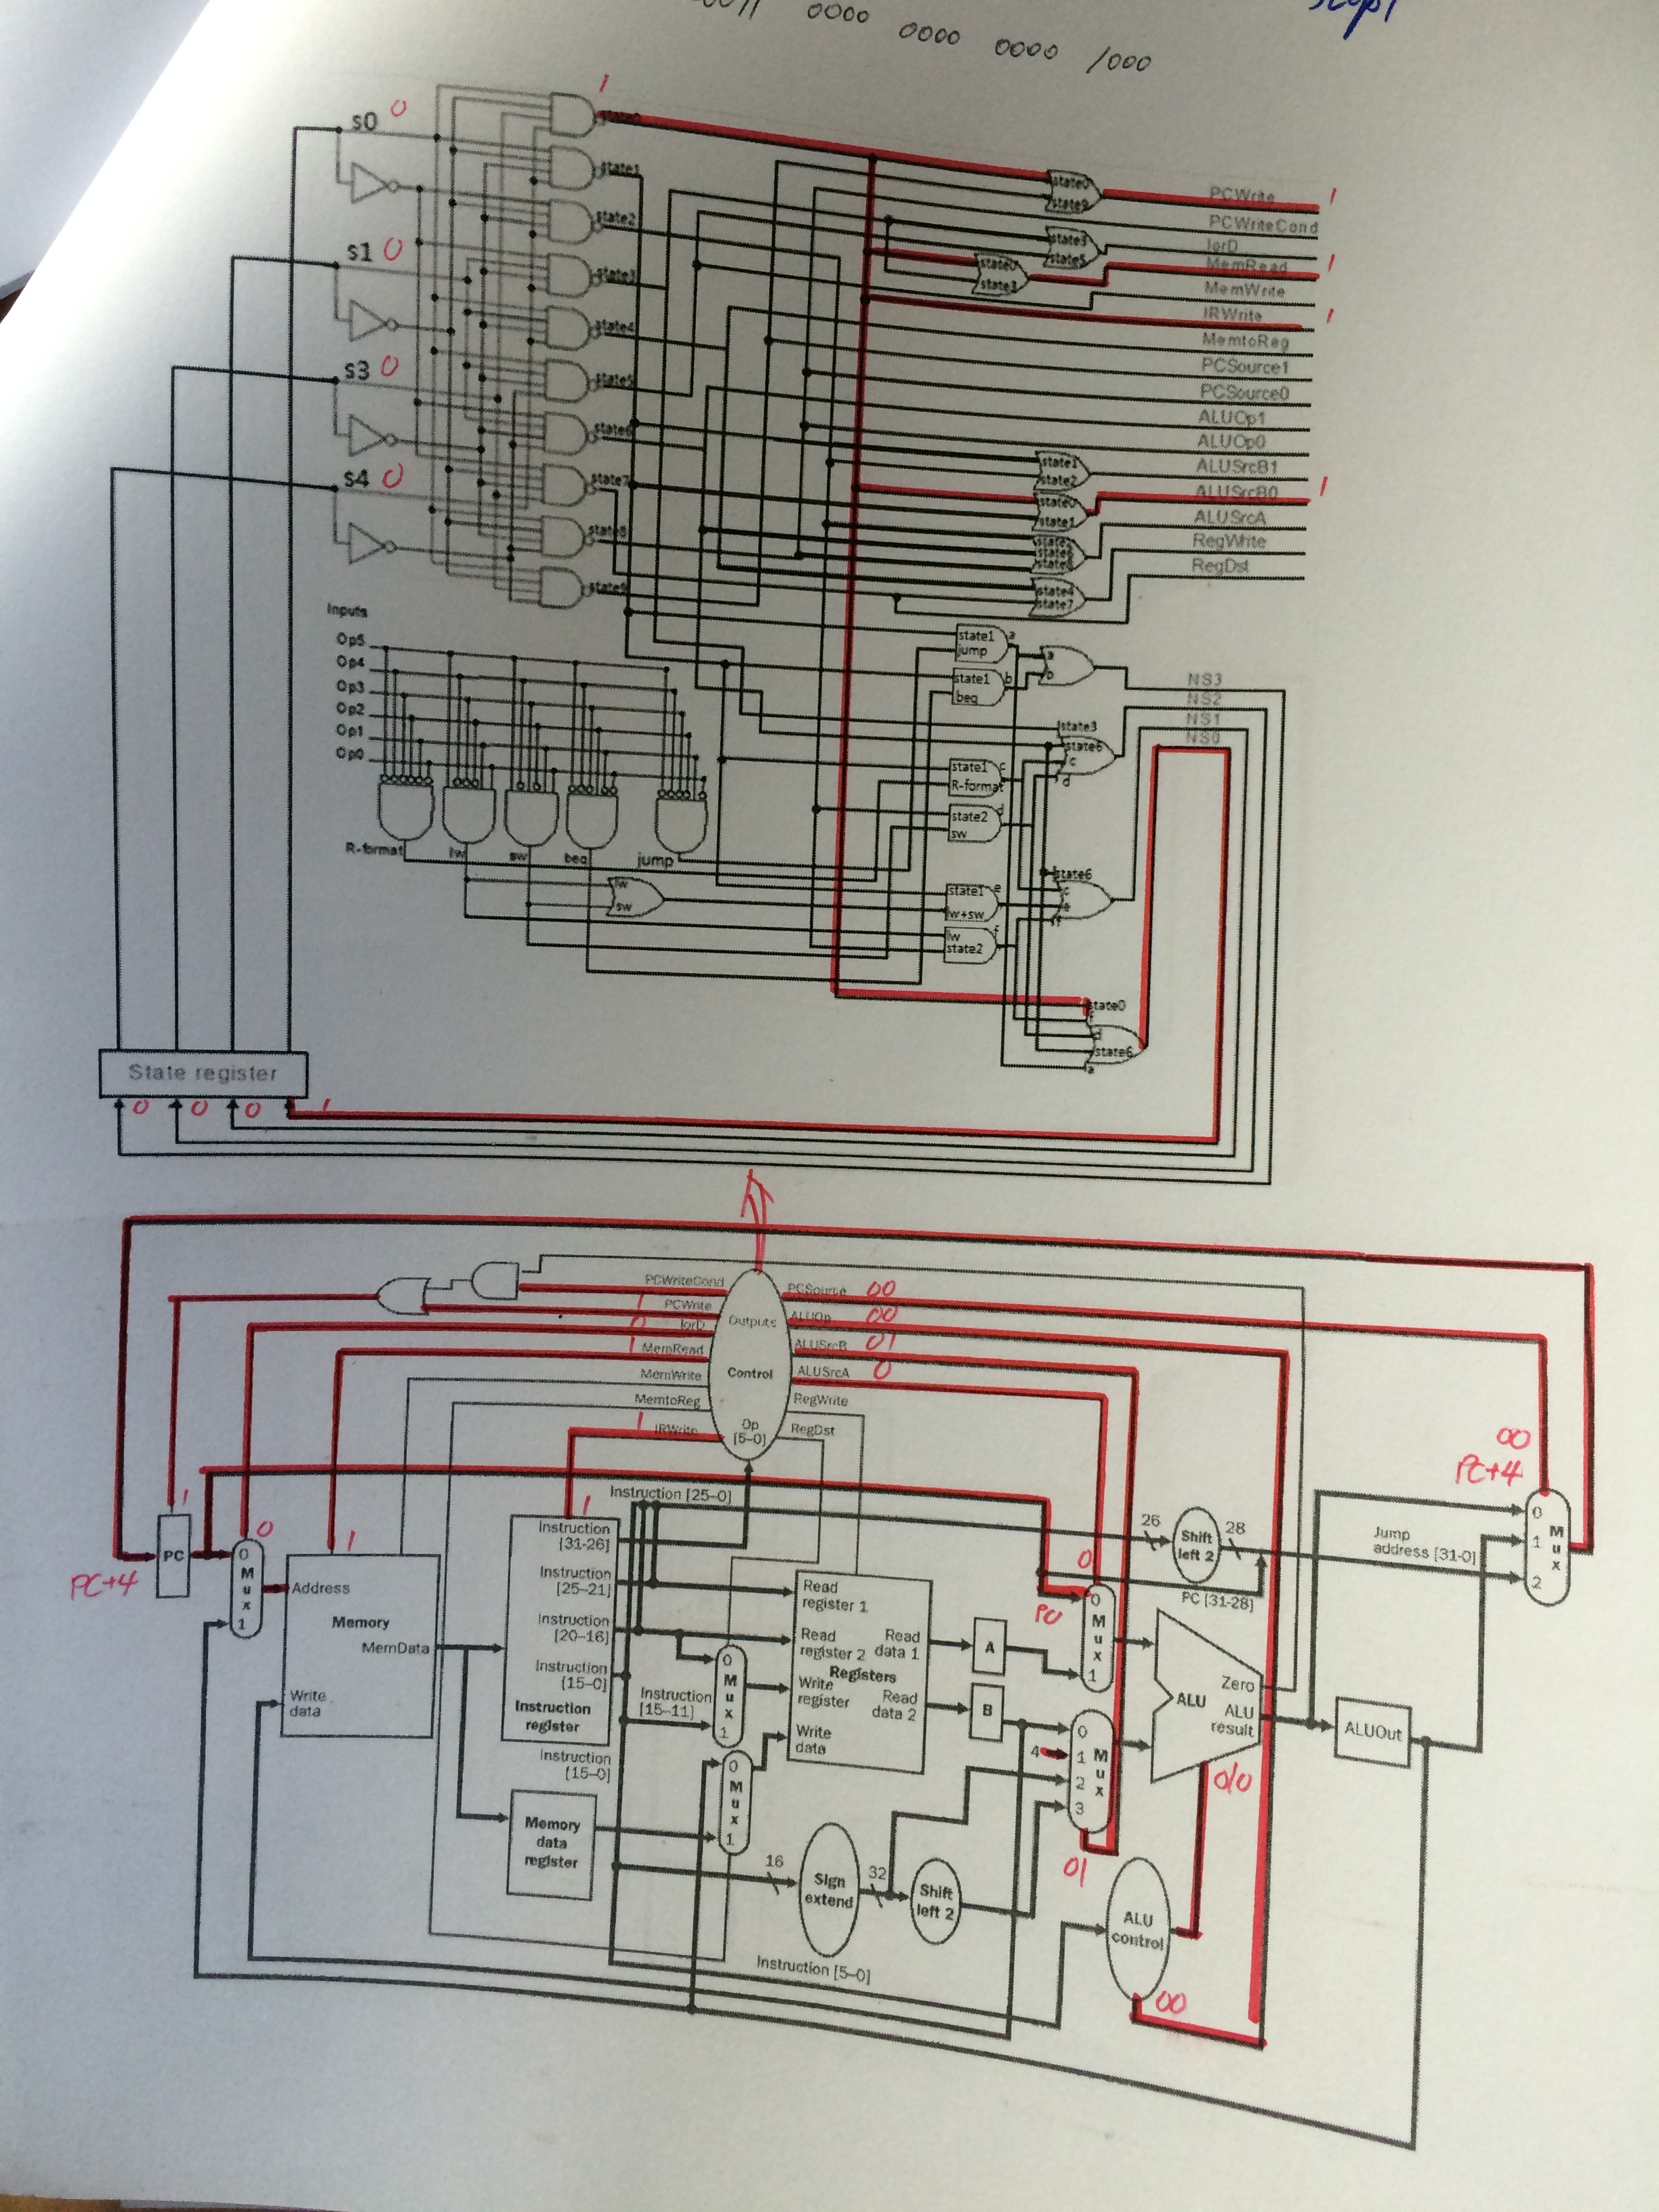 0011 0000 0000 0000 1000
step1
1
s0 0
state1
state2
s1 0
state3
state4
s3 0
state5
state6
s4 0
state7
state8
state9
state0
state9
PCWrite 1
PCWriteCond
state3
state5
IorD
state0
state3
MemRead 1
MemWrite
IRWrite 1
MemtoReg
PCSource1
PCSource0
ALUOp1
ALUOp0
state1
state2
ALUSrcB1
state0
state1
ALUSrcB0 1
ALUSrcA
RegWrite
state4
state7
RegDst
Inputs
Op5
Op4
Op3
Op2
Op1
Op0
R-format
lw
sw
beq
jump
lw
sw
state1
jump
a
state1
beq
b
a
b
NS3
NS2
NS1
NS0
state3
state6
c
d
state1
R-format
c
state2
sw
d
state6
c
e
f
state1
lw+sw
e
lw
state2
f
state0
f
d
state6
a
State register
0 0 0 1
PCWriteCond
PCWrite
1
IorD
0
MemRead
1
MemWrite
MemtoReg
IRWrite
1
Outputs
Control
Op
[5-0]
PCSource 00
ALUOp 00
ALUSrcB 01
ALUSrcA 0
RegWrite
RegDst
00
PC+4
1
PC
PC+4
0
0
M
u
x
1
1
Address
Memory
MemData
Write
data
1
Instruction [25-0]
Instruction
[31-26]
Instruction
[25-21]
Instruction
[20-16]
Instruction
[15-0]
Instruction
register
Instruction
[15-0]
Memory
data
register
Instruction
[15-11]
0
M
u
x
1
0
M
u
x
1
Read
register 1
Read
register 2
Read
data 1
Registers
Write
register
Read
data 2
Write
data
A
B
0
PC
0
M
u
x
1
4
0
1
2
3
M
u
x
01
26
Shift
left 2
28
PC [31-28]
Jump
address [31-0]
0
1
2
M
u
x
Zero
ALU
ALU
result
ALUOut
010
16
Sign
extend
32
Shift
left 2
ALU
control
00
Instruction [5-0]